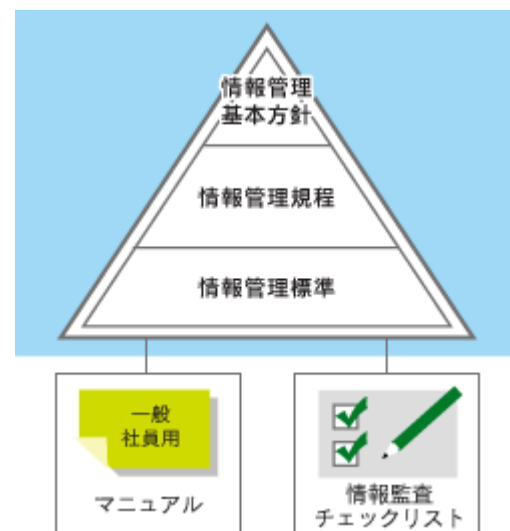 情報管理
基本方針
情報管理規程
情報管理標準
一般
社員用
マニュアル
情報監査
チェックリスト